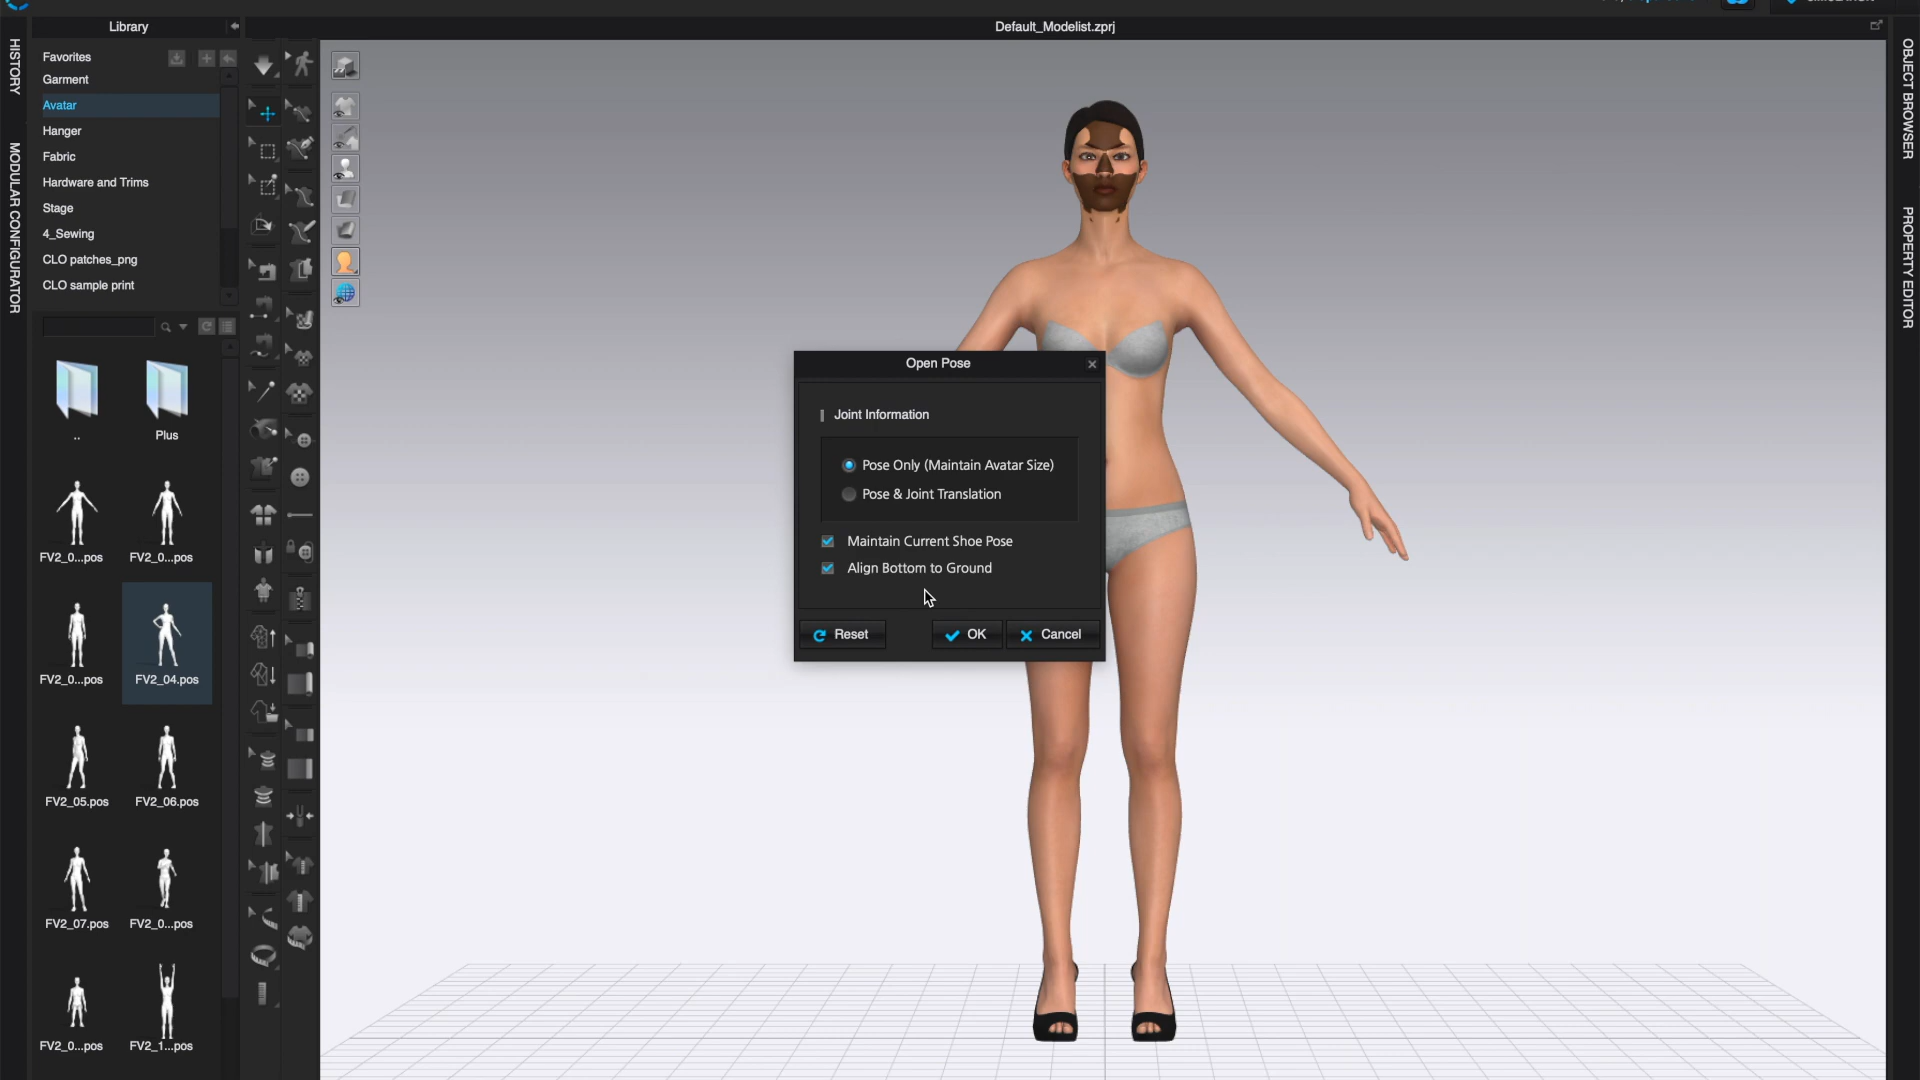 Library
Default_Modelist.zprj
HISTORY
MODULAR CONFIGURATOR
Favorites
Garment
Avatar
Hanger
Fabric
Hardware and Trims
Stage
4_Sewing
CLO patches_png
CLO sample print
..
Plus
FV2_0...pos
FV2_0...pos
FV2_0...pos
FV2_04.pos
FV2_05.pos
FV2_06.pos
FV2_07.pos
FV2_0...pos
FV2_0...pos
FV2_1...pos
Open Pose
Joint Information
Pose Only (Maintain Avatar Size)
Pose & Joint Translation
Maintain Current Shoe Pose
Align Bottom to Ground
Reset
OK
Cancel
OBJECT BROWSER
PROPERTY EDITOR